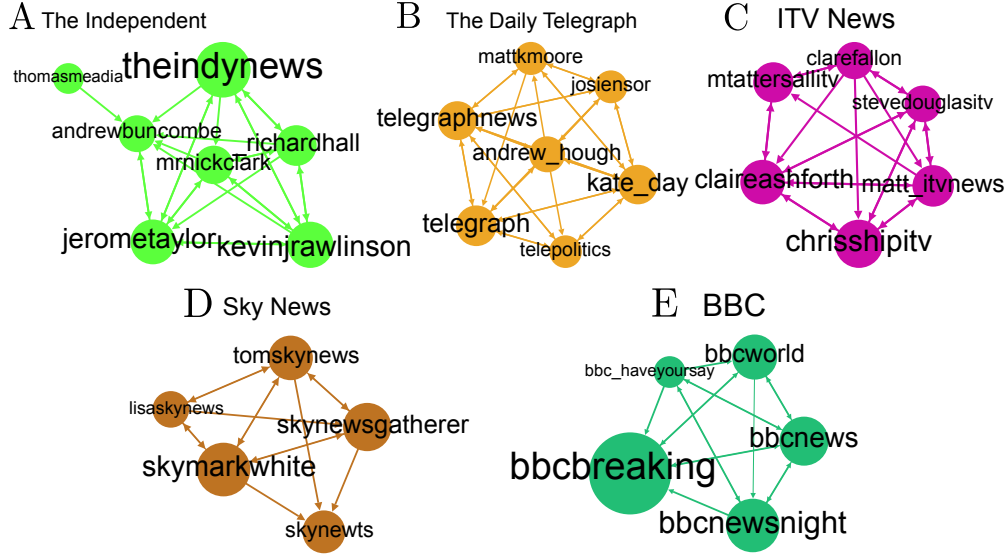 A The Independent
theindynews
thomasmeadia
andrewbuncombe
richardhall
mrnickclark
jerometaylor
kevinjrawlinson
B The Daily Telegraph
mattkmoore
josiensor
telegraphnews
andrew_hough
kate_day
telegraph
telepolitics
C ITV News
clarefallon
mtattersallitv
stevedouglasitv
claireashforth
matt_itvnews
chrisshipitv
D Sky News
tomskynews
lisaskynews
skynewsgatherer
skymarkwhite
skynewts
E BBC
bbcworld
bbc_haveyoursay
bbcnews
bbcbreaking
bbcnewsnight